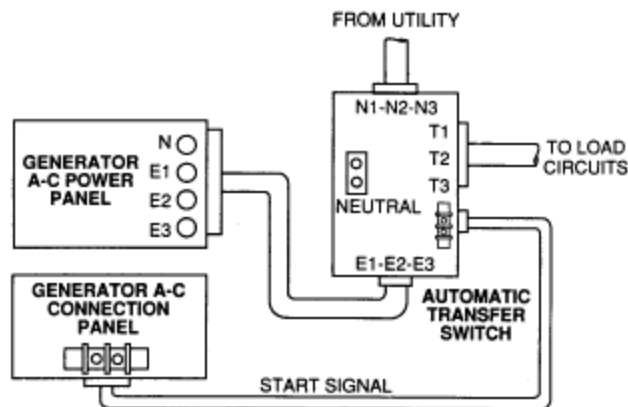 FROM UTILITY
N1-N2-N3
T1
T2
T3
TO LOAD
CIRCUITS
NEUTRAL
E1-E2-E3
AUTOMATIC
TRANSFER
SWITCH
GENERATOR
A-C POWER
PANEL
N
E1
E2
E3
GENERATOR A-C
CONNECTION
PANEL
START SIGNAL